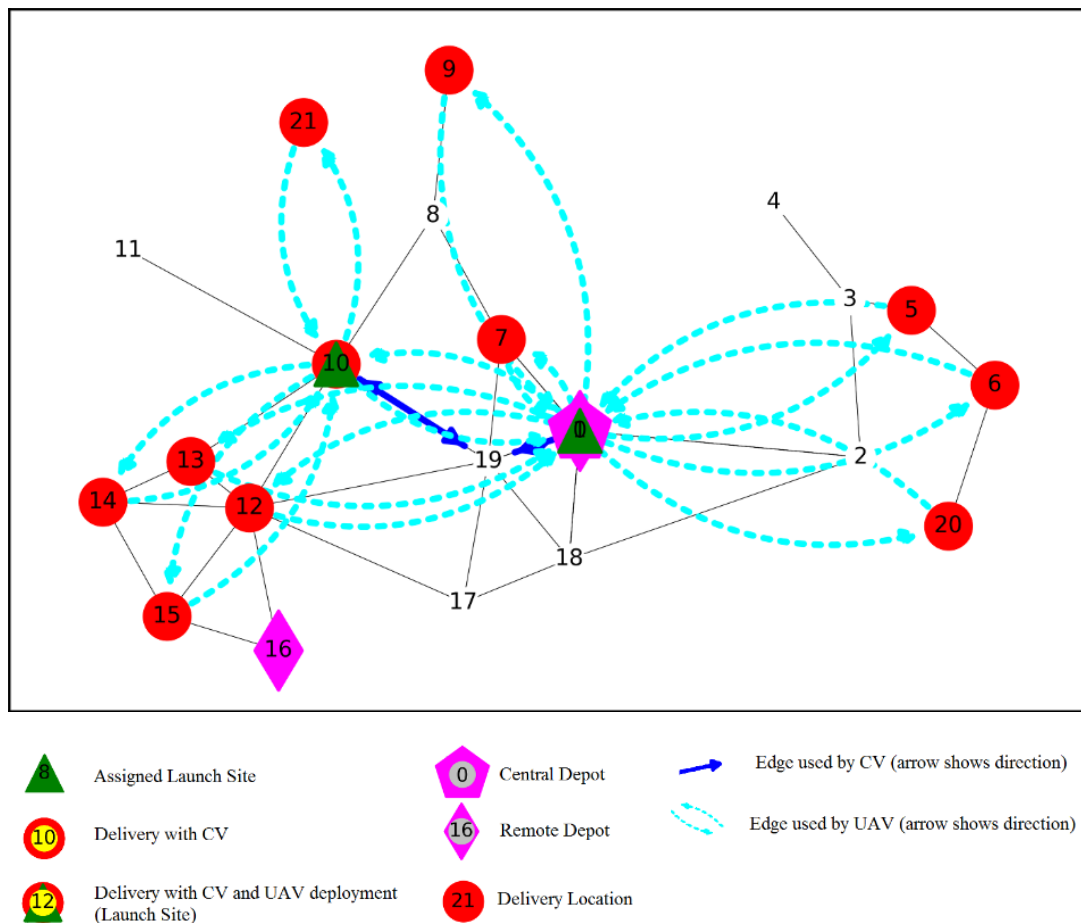 9
21
4
8
11
3
5
7
10
6
2
19
13
14
12
20
18
17
15
16
8 Assigned Launch Site
0 Central Depot
Edge used by CV (arrow shows direction)
10 Delivery with CV
16 Remote Depot
Edge used by UAV (arrow shows direction)
12 Delivery with CV and UAV deployment
(Launch Site)
21 Delivery Location